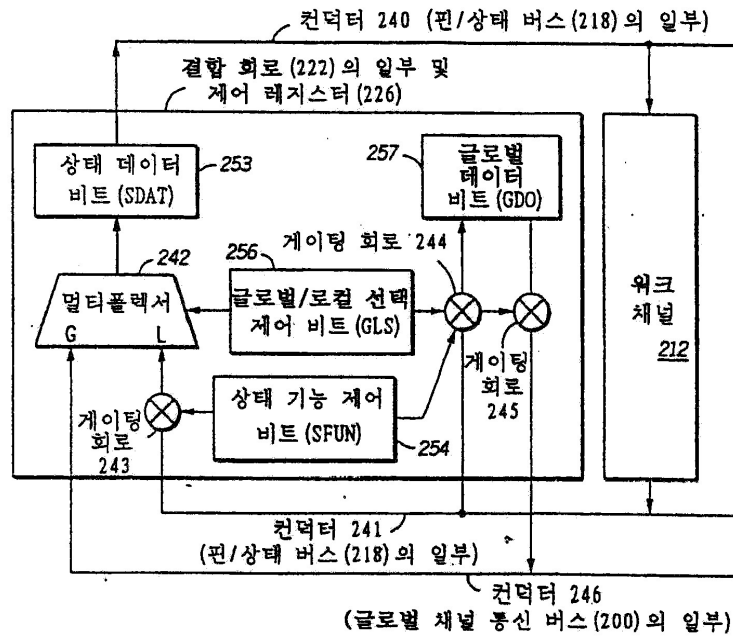 컨덕터 240 (핀/상태 버스(218)의 일부)
결합 회로(222)의 일부 및
제어 레지스터(226)
상태 데이터
비트(SDAT)
253
257
글로벌
데이터
비트(GDO)
게이팅 회로 244
242
멀티플렉서
G L
256
글로벌/로컬 선택
제어 비트(GLS)
워크
채널
212
게이팅
회로
245
게이팅
회로
243
상태 기능 제어
비트(SFUN)
254
컨덕터 241
(핀/상태 버스(218)의 일부)
컨덕터 246
(글로벌 채널 통신 버스(200)의 일부)